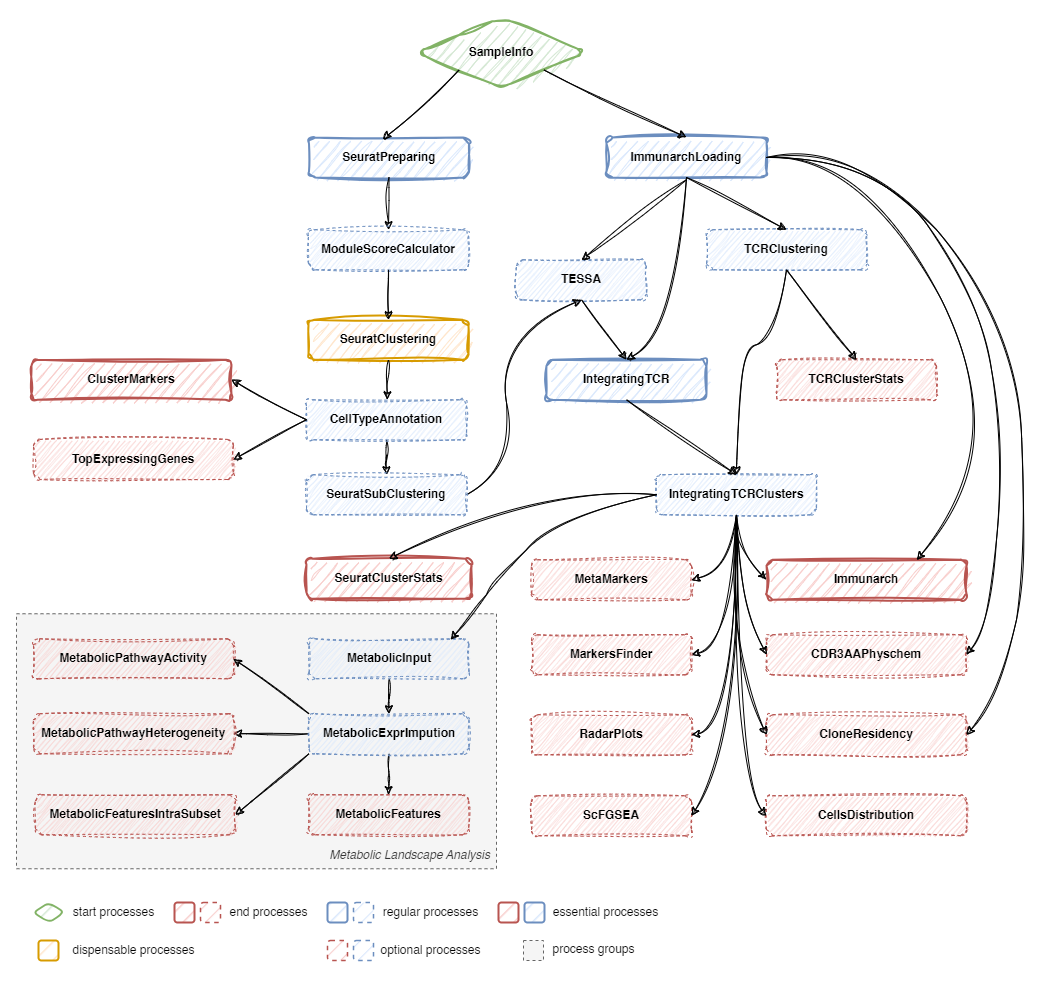 SampleInfo
SeuratPreparing
ImmunarchLoading
ModuleScoreCalculator
TCRClustering
TESSA
SeuratClustering
ClusterMarkers
IntegratingTCR
TCRClusterStats
CellTypeAnnotation
TopExpressingGenes
SeuratSubClustering
IntegratingTCRClusters
SeuratClusterStats
MetaMarkers
Immunarch
MetabolicPathwayActivity
MetabolicInput
MarkersFinder
CDR3AAPhyschem
MetabolicPathwayHeterogeneity
MetabolicExprImpution
RadarPlots
CloneResidency
MetabolicFeaturesIntraSubset
MetabolicFeatures
ScFGSEA
CellsDistribution
Metabolic Landscape Analysis
start processes
end processes
regular processes
essential processes
dispensable processes
optional processes
process groups